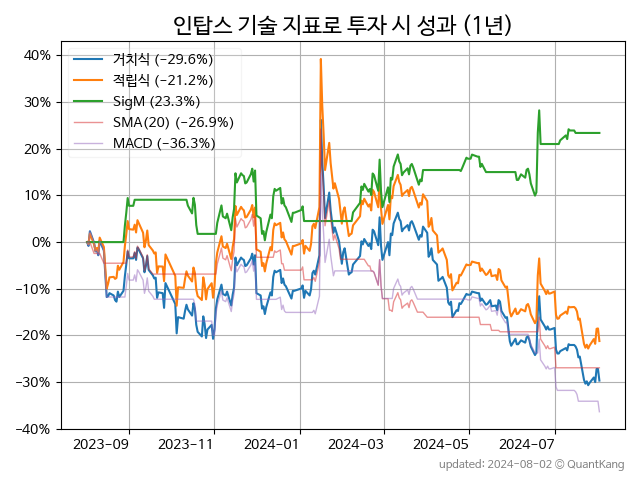 인탑스 기술 지표로 투자 시 성과 (1년)
40%
30%
20%
10%
0%
−10%
−20%
−30%
−40%
거치식 (−29.6%)
적립식 (−21.2%)
SigM (23.3%)
SMA(20) (−26.9%)
MACD (−36.3%)
2023-09 2023-11 2024-01 2024-03 2024-05 2024-07
updated: 2024-08-02 © QuantKang